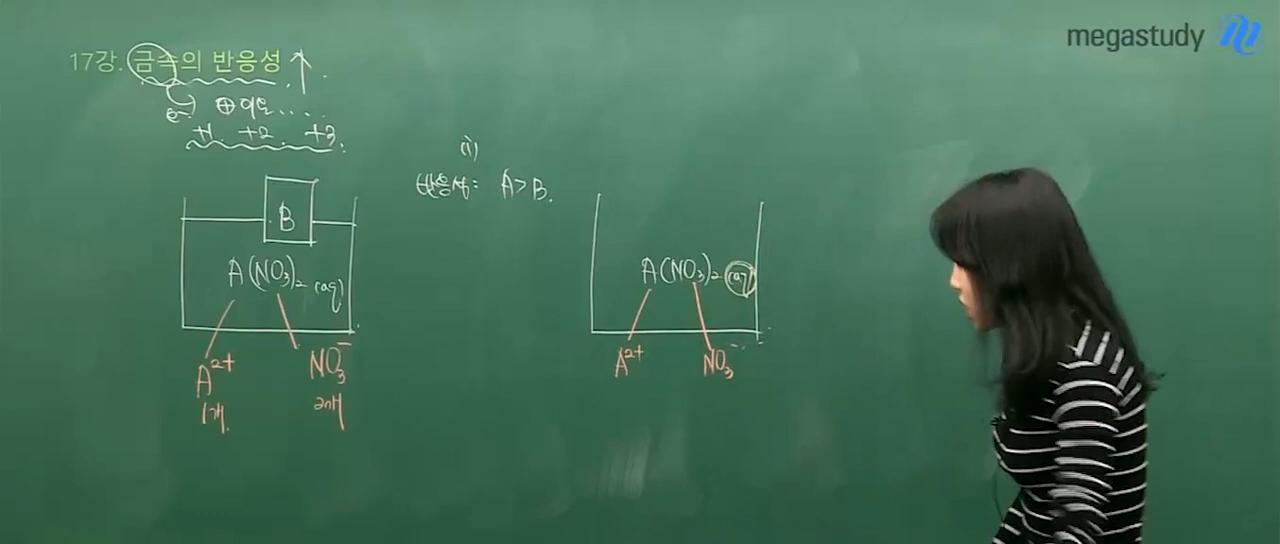 megastudy
17강. 금속의 반응성 ↑
e⁻ ⊕이온....
+1 +2. +3.
(i)
반응성: A > B.
B
A(NO₃)₂ (aq)
A²⁺ NO₃⁻
1개. 2개
A(NO₃)₂ (aq)
A²⁺ NO₃⁻